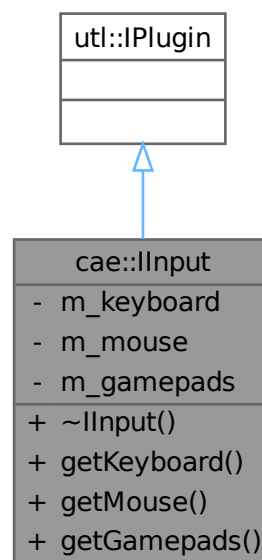 utl::IPlugin
cae::IInput
- m_keyboard
- m_mouse
- m_gamepads
+ ~IInput()
+ getKeyboard()
+ getMouse()
+ getGamepads()